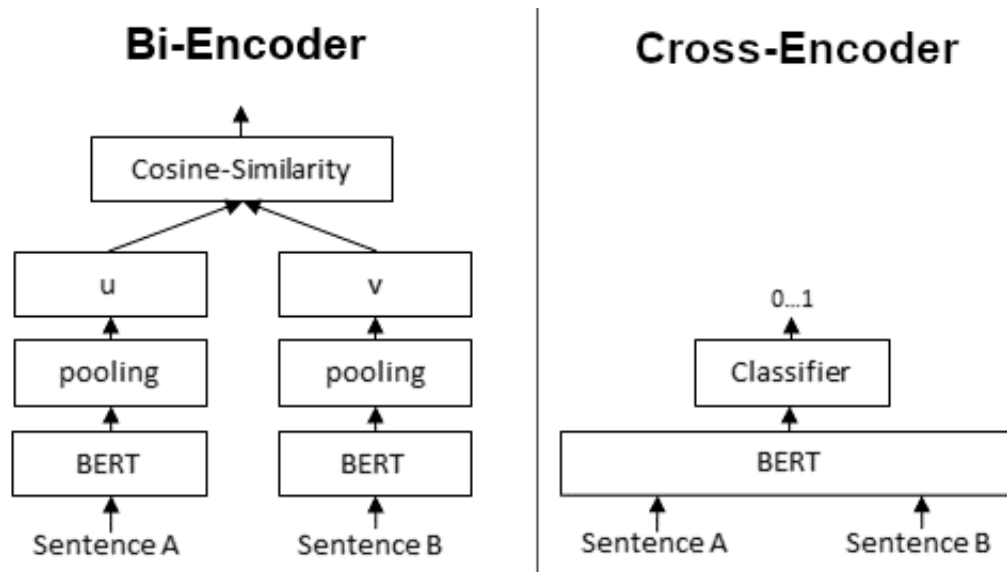 Bi-Encoder
Cosine-Similarity
u
v
pooling
pooling
BERT
BERT
Sentence A
Sentence B
Cross-Encoder
0...1
Classifier
BERT
Sentence A
Sentence B